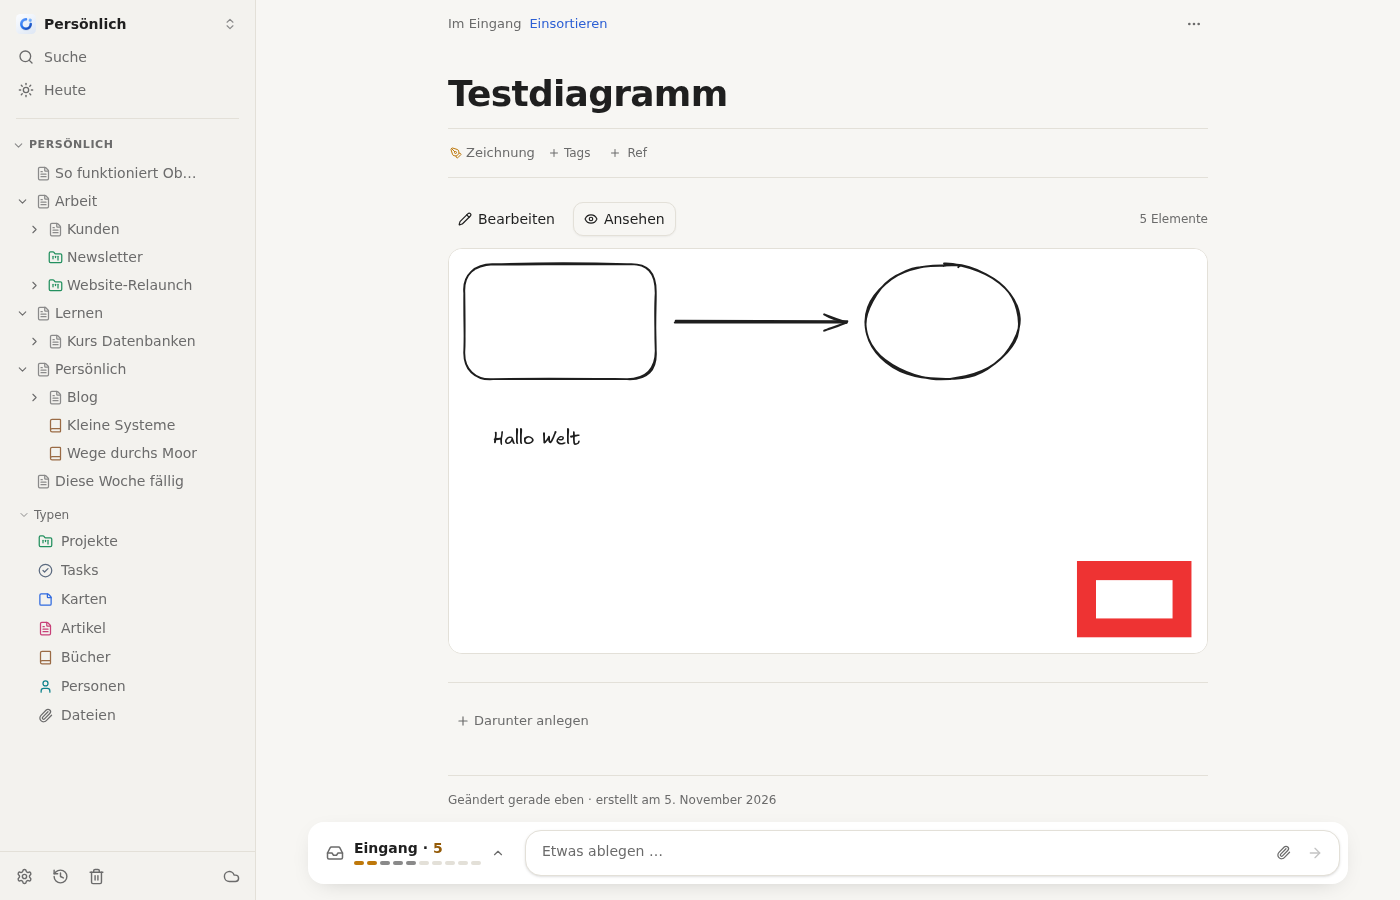 Persönlich
Suche
Heute
PERSÖNLICH
So funktioniert Ob…
Arbeit
Kunden
Newsletter
Website-Relaunch
Lernen
Kurs Datenbanken
Persönlich
Blog
Kleine Systeme
Wege durchs Moor
Diese Woche fällig
Typen
Projekte
Tasks
Karten
Artikel
Bücher
Personen
Dateien
Im Eingang Einsortieren
Testdiagramm
Zeichnung + Tags + Ref
Bearbeiten Ansehen 5 Elemente
Hallo Welt
+ Darunter anlegen
Geändert gerade eben · erstellt am 5. November 2026
Eingang · 5
Etwas ablegen …